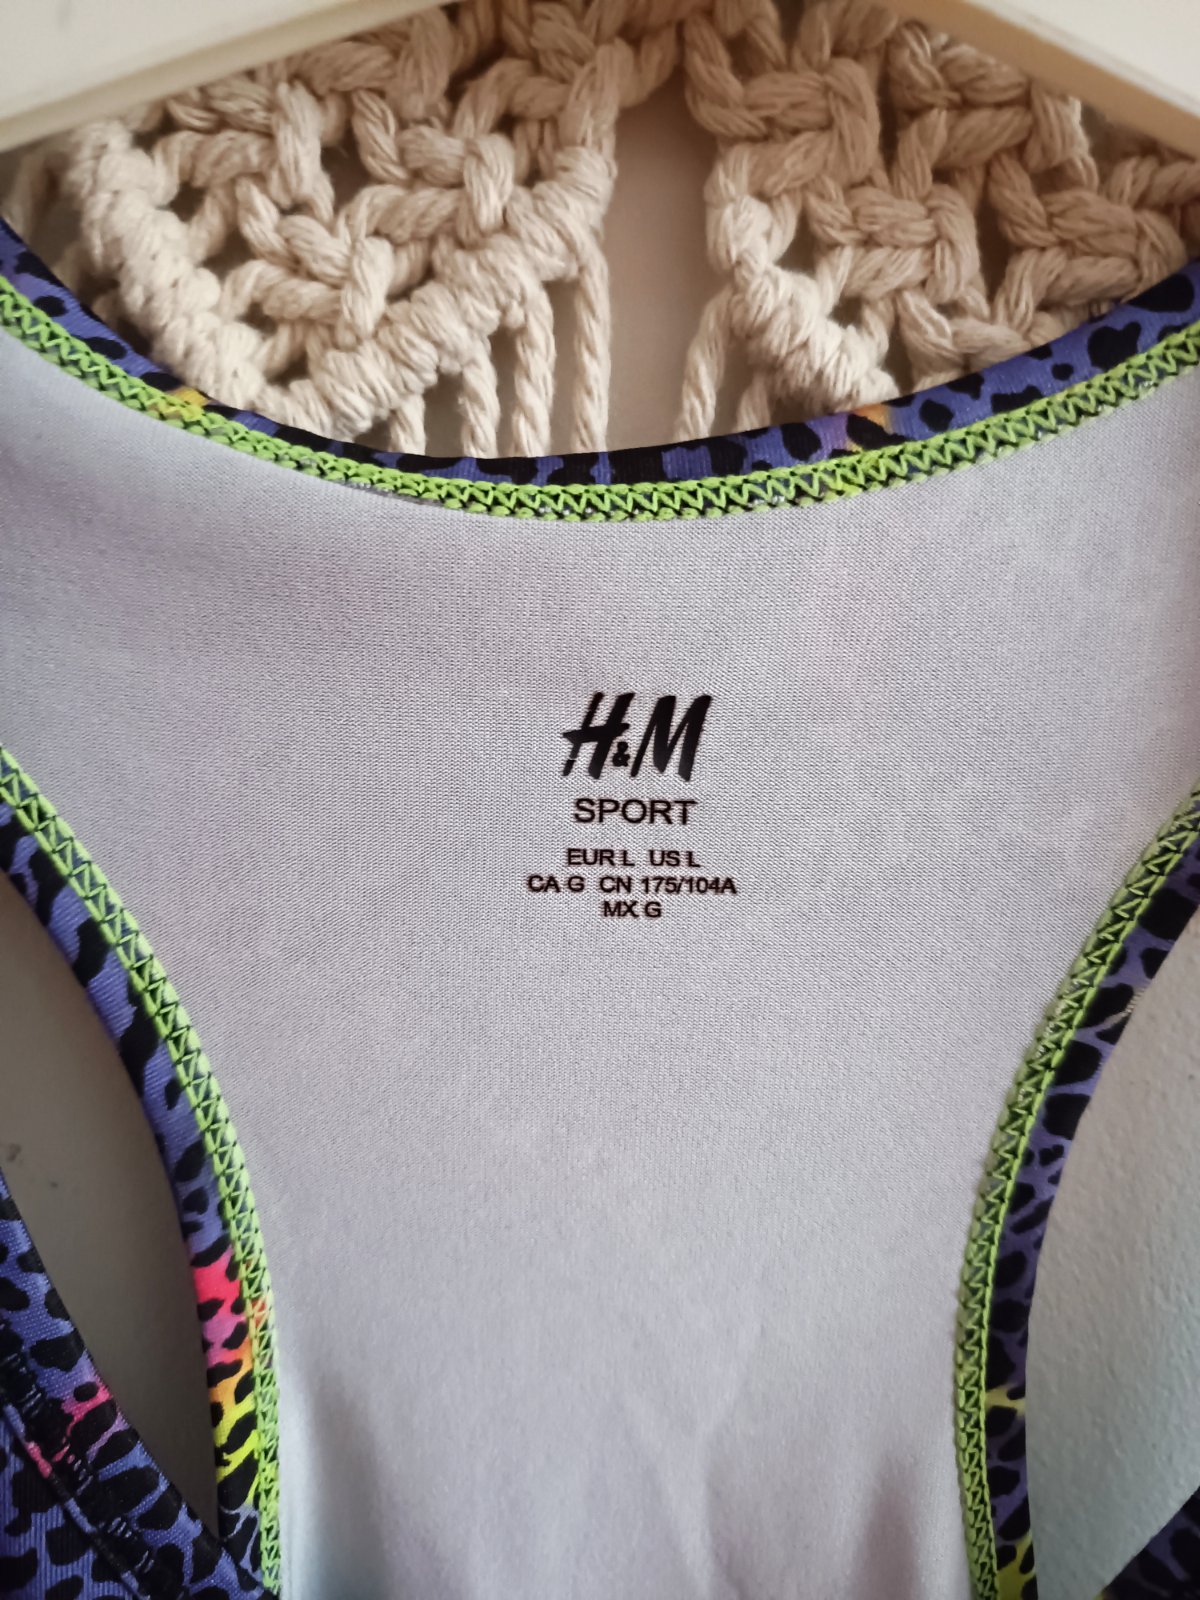 H&M
SPORT
EUR L US L
CA G CN 175/104A
MX G